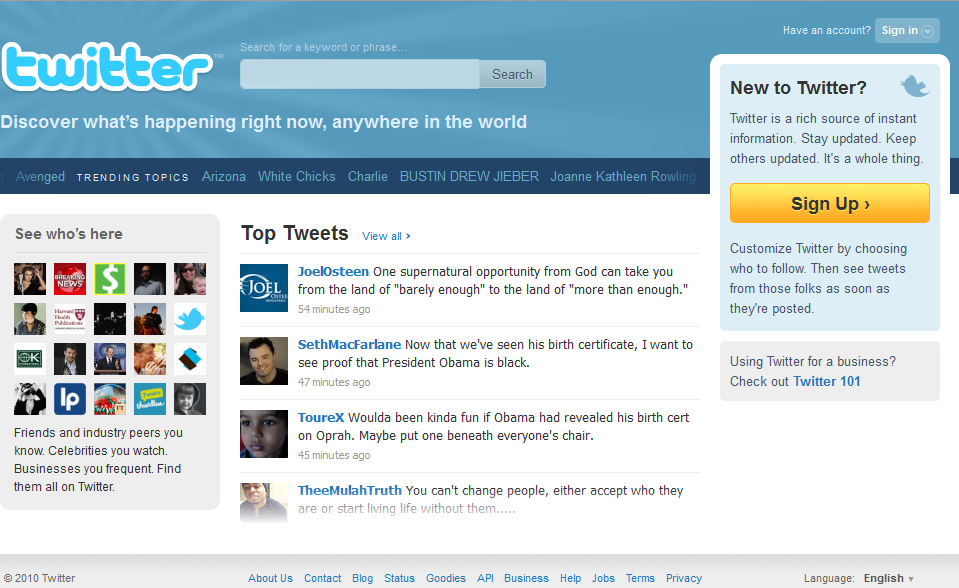 Have an account? Sign in
twitter™
Search for a keyword or phrase...
Search
Discover what's happening right now, anywhere in the world
Avenged TRENDING TOPICS Arizona White Chicks Charlie BUSTIN DREW JIEBER Joanne Kathleen Rowling
New to Twitter?
Twitter is a rich source of instant
information. Stay updated. Keep
others updated. It's a whole thing.
Sign Up ›
Customize Twitter by choosing
who to follow. Then see tweets
from those folks as soon as
they're posted.
Using Twitter for a business?
Check out Twitter 101
See who's here
BREAKING
NEWS
$
Harvard
Health
Publications
OK
lp
FT
Friends and industry peers you
know. Celebrities you watch.
Businesses you frequent. Find
them all on Twitter.
Top Tweets View all ›
JOEL
JoelOsteen One supernatural opportunity from God can take you
from the land of "barely enough" to the land of "more than enough."
54 minutes ago
SethMacFarlane Now that we've seen his birth certificate, I want to
see proof that President Obama is black.
47 minutes ago
ToureX Woulda been kinda fun if Obama had revealed his birth cert
on Oprah. Maybe put one beneath everyone's chair.
45 minutes ago
TheeMulahTruth You can't change people, either accept who they
are or start living life without them.....
© 2010 Twitter About Us Contact Blog Status Goodies API Business Help Jobs Terms Privacy Language: English